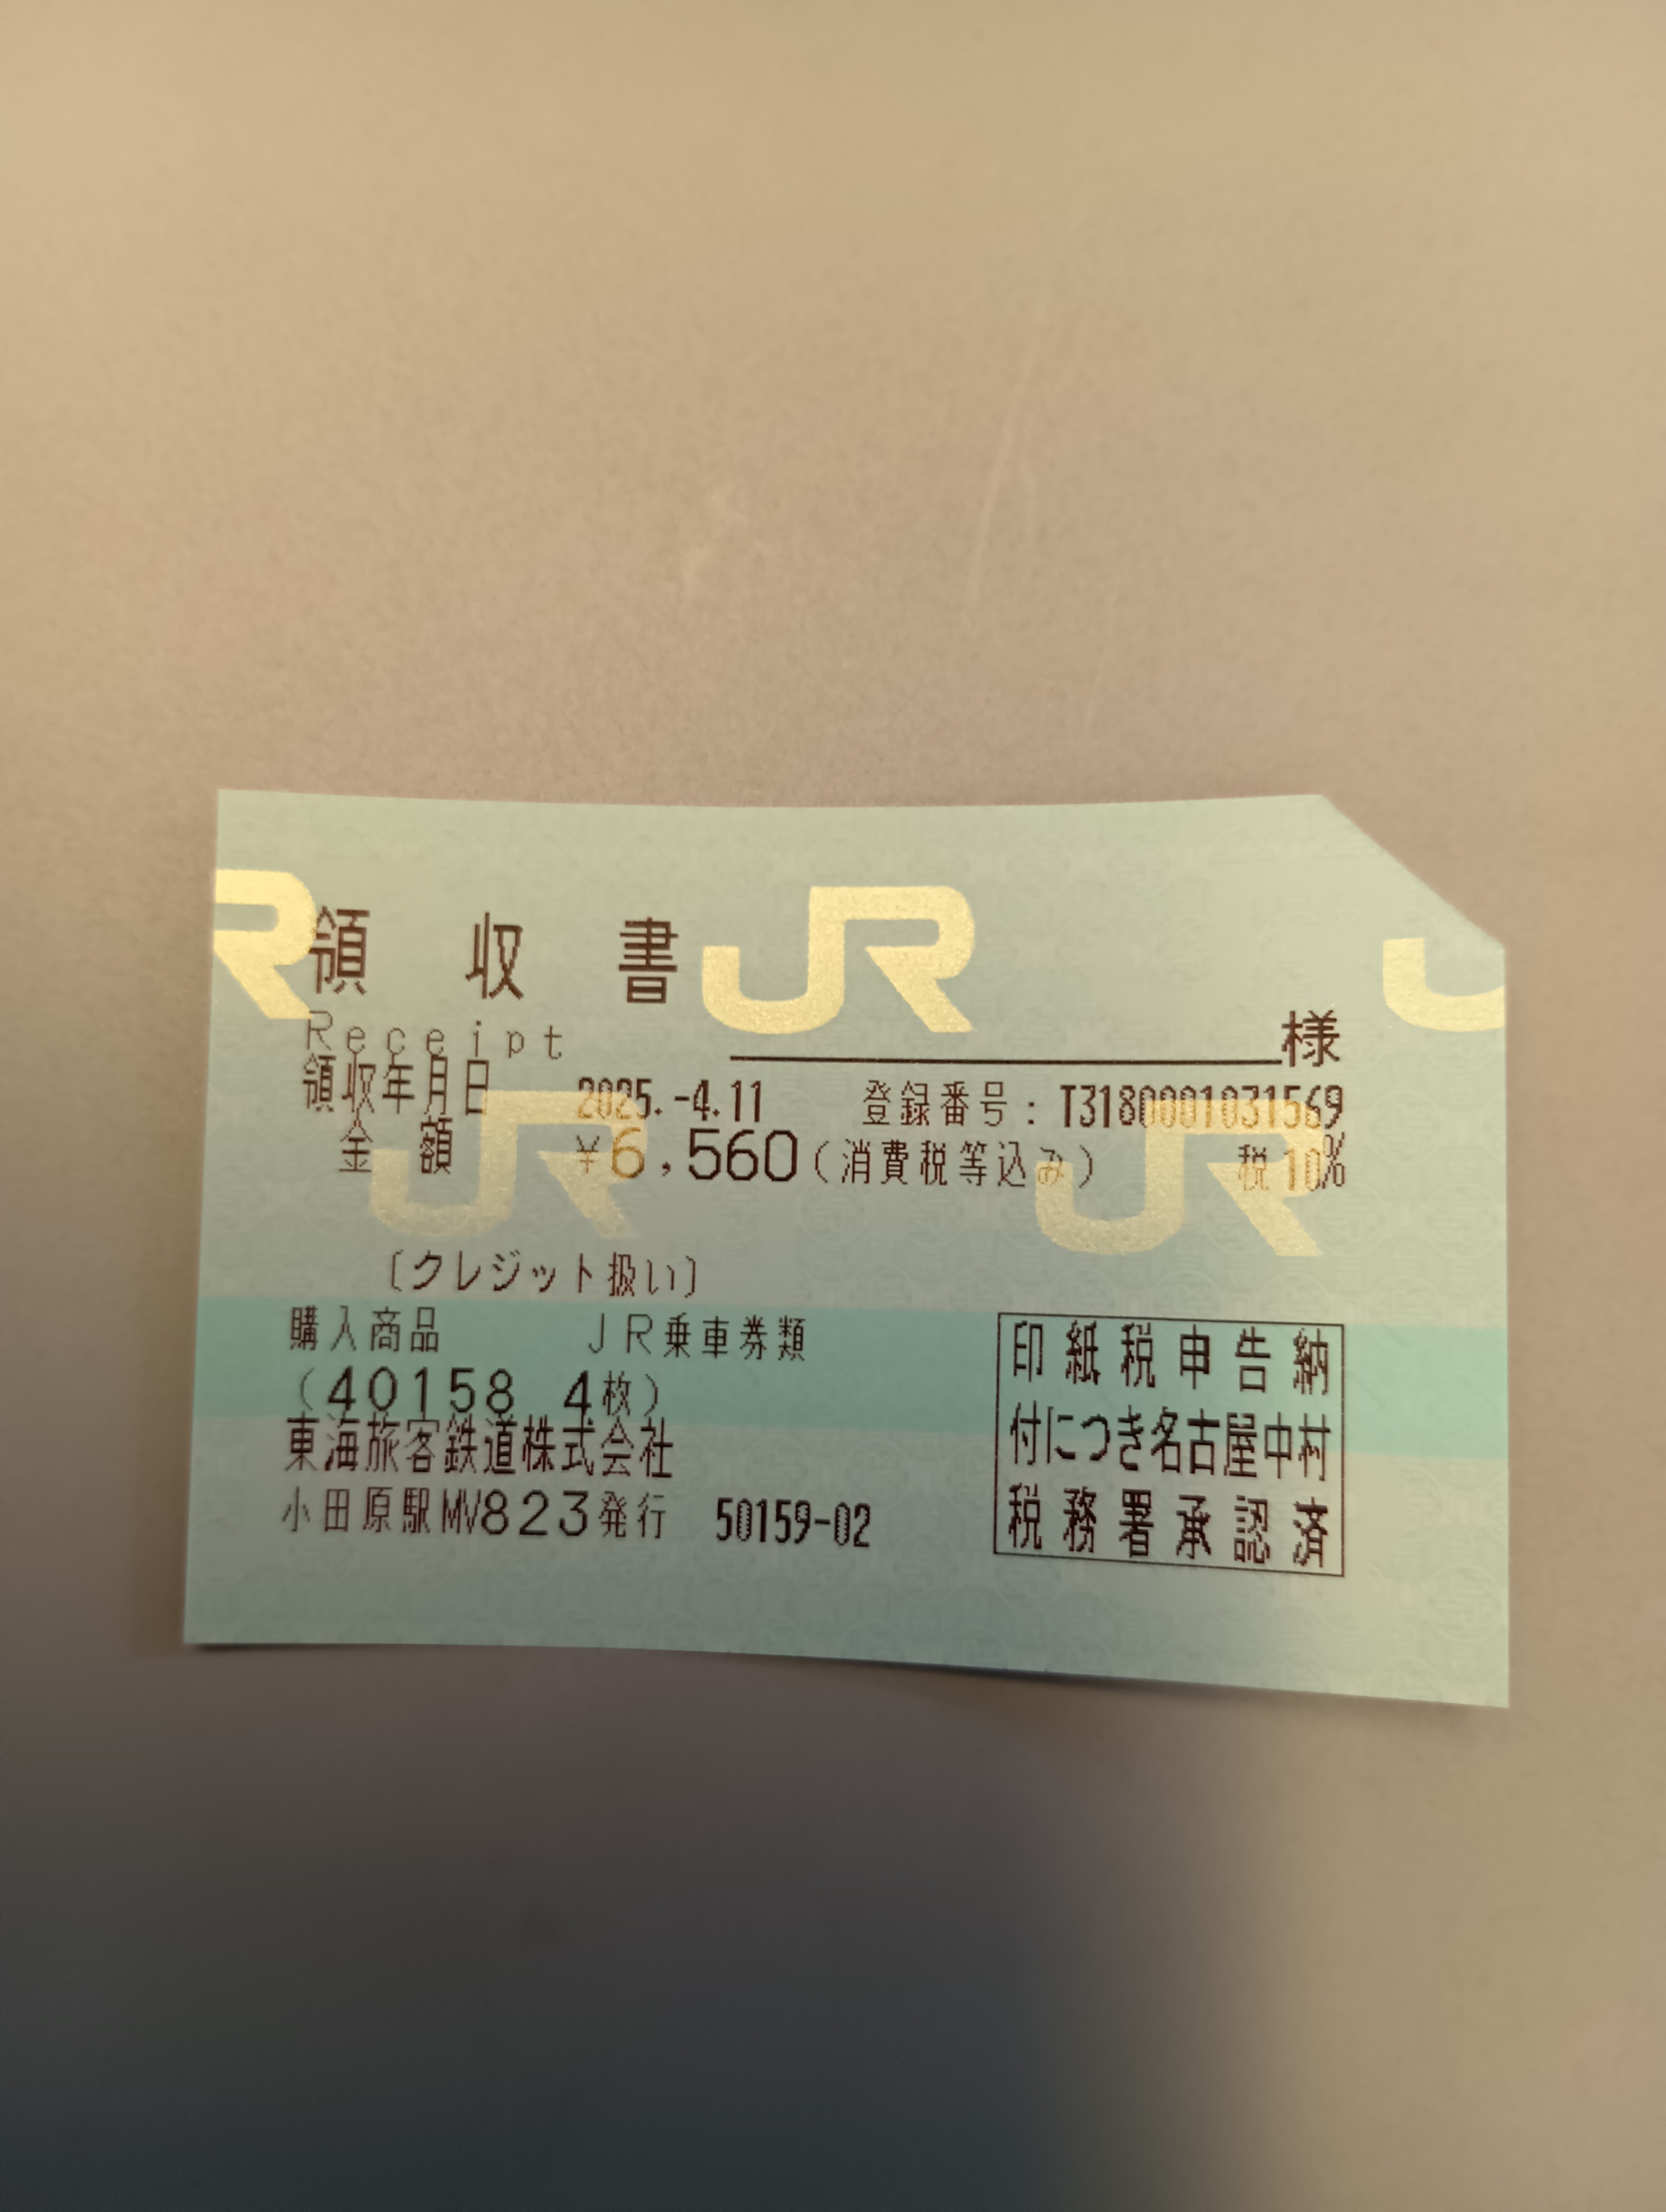 領収書
Receipt
様
領収年月日 2025.-4.11 登録番号:T3180001031569
金額 ¥6,560(消費税等込み) 税10%
〔クレジット扱い〕
購入商品 JR乗車券類
(40158 4枚)
東海旅客鉄道株式会社
小田原駅MV823発行 50159-02
印紙税申告納
付につき名古屋中村
税務署承認済
JR
JR
JR